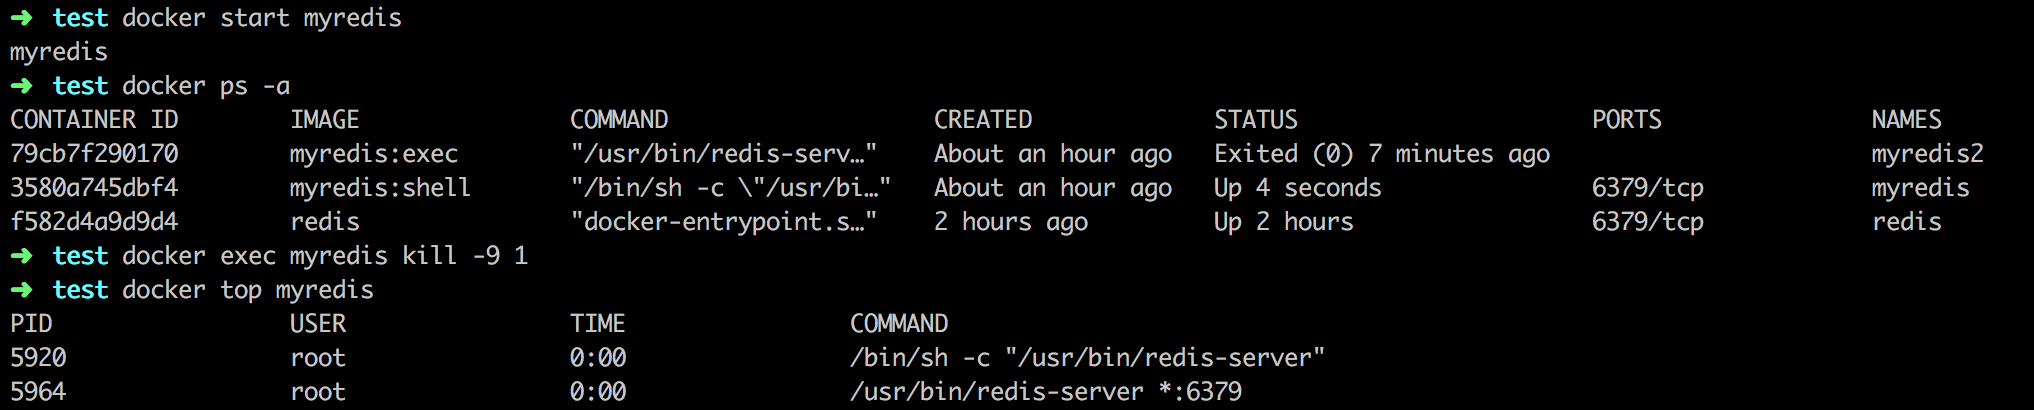 ➜ test docker start myredis
myredis
➜ test docker ps -a
CONTAINER ID IMAGE COMMAND CREATED STATUS PORTS NAMES
79cb7f290170 myredis:exec "/usr/bin/redis-serv…" About an hour ago Exited (0) 7 minutes ago myredis2
3580a745dbf4 myredis:shell "/bin/sh -c \"/usr/bi…" About an hour ago Up 4 seconds 6379/tcp myredis
f582d4a9d9d4 redis "docker-entrypoint.s…" 2 hours ago Up 2 hours 6379/tcp redis
➜ test docker exec myredis kill -9 1
➜ test docker top myredis
PID USER TIME COMMAND
5920 root 0:00 /bin/sh -c "/usr/bin/redis-server"
5964 root 0:00 /usr/bin/redis-server *:6379